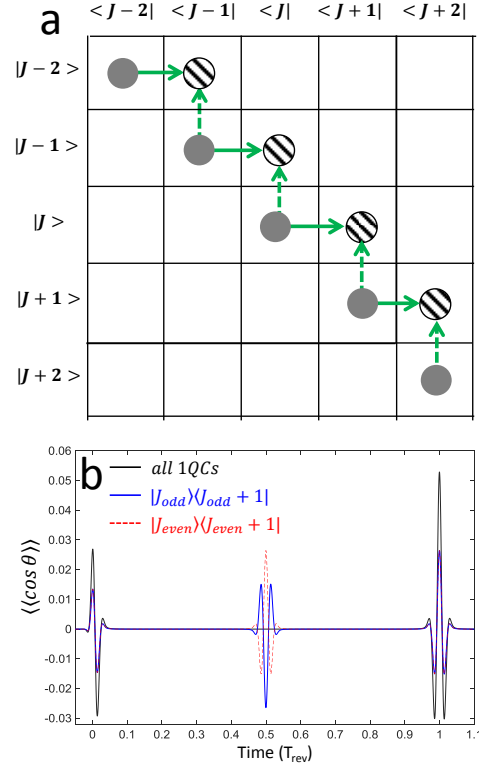 < J − 2| < J − 1| < J| < J + 1| < J + 2|
a
|J − 2 >
|J − 1 >
|J >
|J + 1 >
|J + 2 >
b
all 1QCs
|J_odd⟩⟨J_odd + 1|
|J_even⟩⟨J_even + 1|
⟨⟨cos θ⟩⟩
0.06
0.05
0.04
0.03
0.02
0.01
0
-0.01
-0.02
-0.03
0 0.1 0.2 0.3 0.4 0.5 0.6 0.7 0.8 0.9 1 1.1
Time (T_rev)